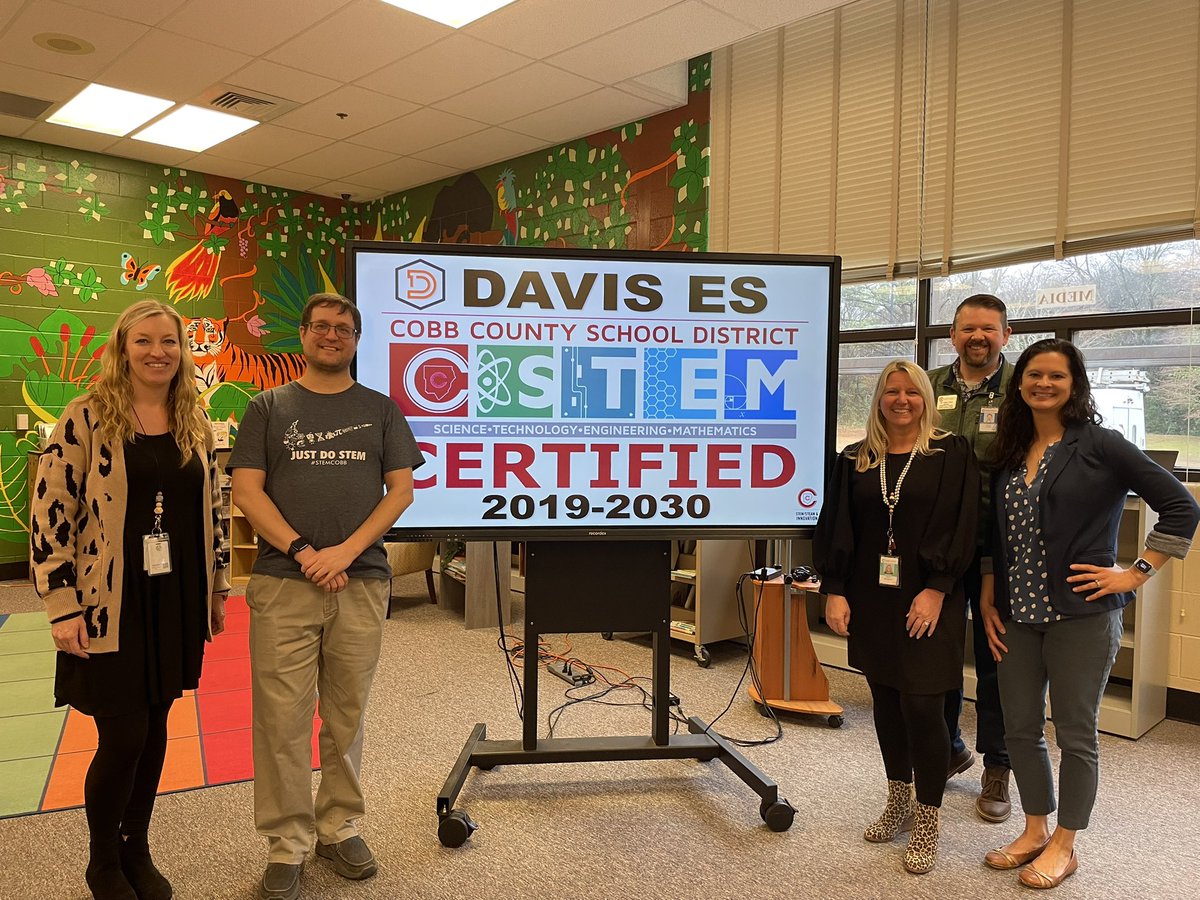 DAVIS ES
COBB COUNTY SCHOOL DISTRICT
STEM
SCIENCE•TECHNOLOGY•ENGINEERING•MATHEMATICS
CERTIFIED
2019-2030
INNOVATION
JUST DO STEM
#STEMCOBB
MEDIA